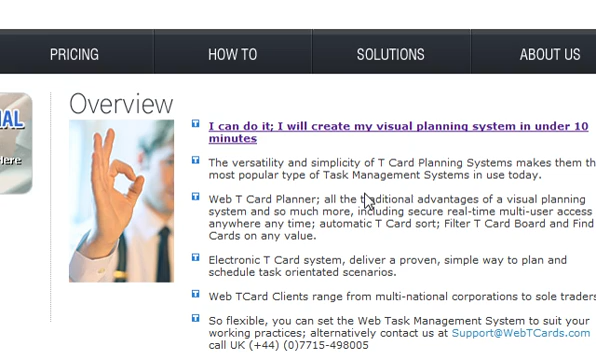 PRICING HOW TO SOLUTIONS ABOUT US
Overview
I can do it; I will create my visual planning system in under 10
minutes
The versatility and simplicity of T Card Planning Systems makes them th
most popular type of Task Management Systems in use today.
Web T Card Planner; all the traditional advantages of a visual planning
system and so much more, including secure real-time multi-user access
anywhere any time; automatic T Card sort; Filter T Card Board and Find
Cards on any value.
Electronic T Card system, deliver a proven, simple way to plan and
schedule task orientated scenarios.
Web TCard Clients range from multi-national corporations to sole traders
So flexible, you can set the Web Task Management System to suit your
working practices; alternatively contact us at Support@WebTCards.com
call UK (+44) (0)7715-498005